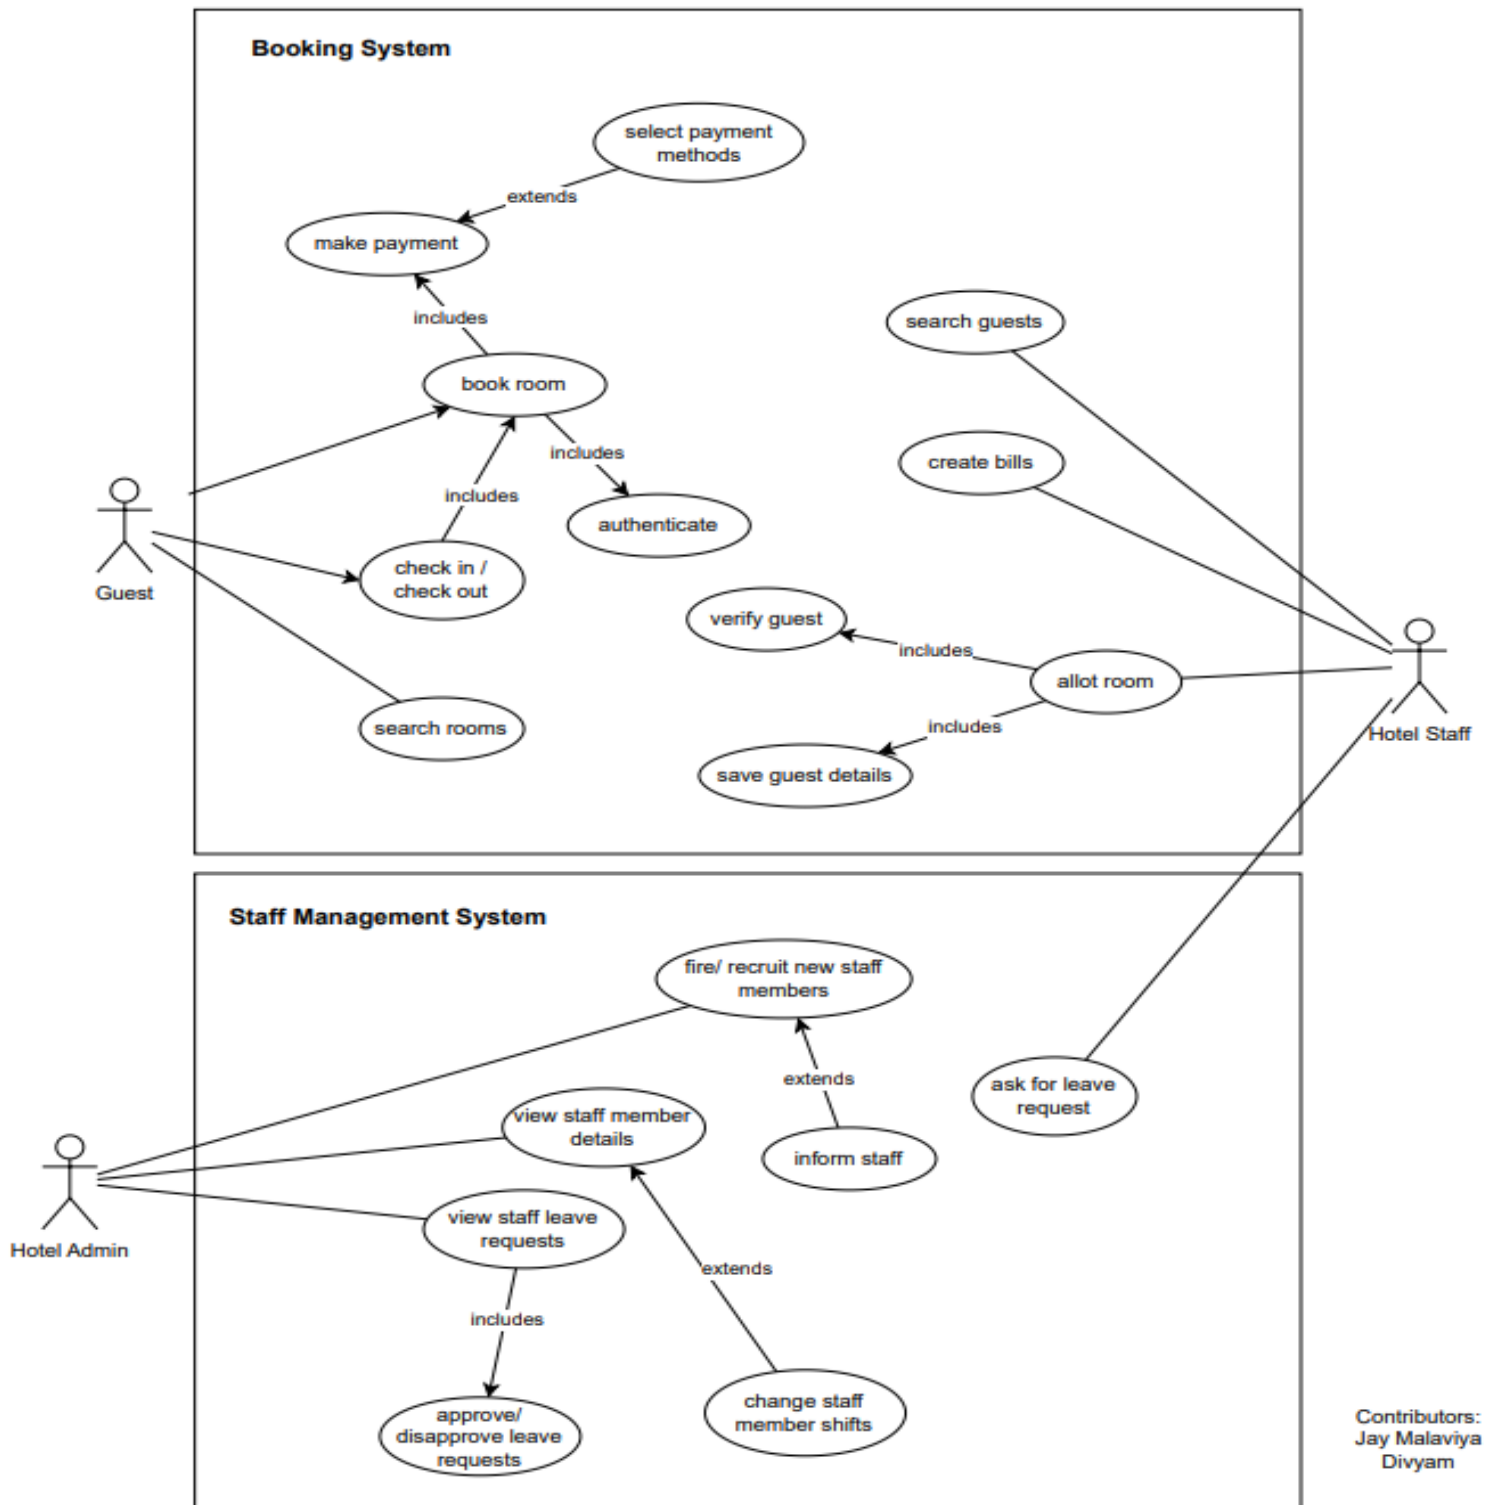 Booking System
select payment
methods
extends
make payment
includes
search guests
book room
includes
create bills
includes
authenticate
check in /
check out
Guest
verify guest
includes
allot room
search rooms
includes
Hotel Staff
save guest details
Staff Management System
fire/ recruit new staff
members
extends
ask for leave
request
view staff member
details
inform staff
view staff leave
requests
Hotel Admin
extends
includes
change staff
member shifts
approve/
disapprove leave
requests
Contributors:
Jay Malaviya
Divyam